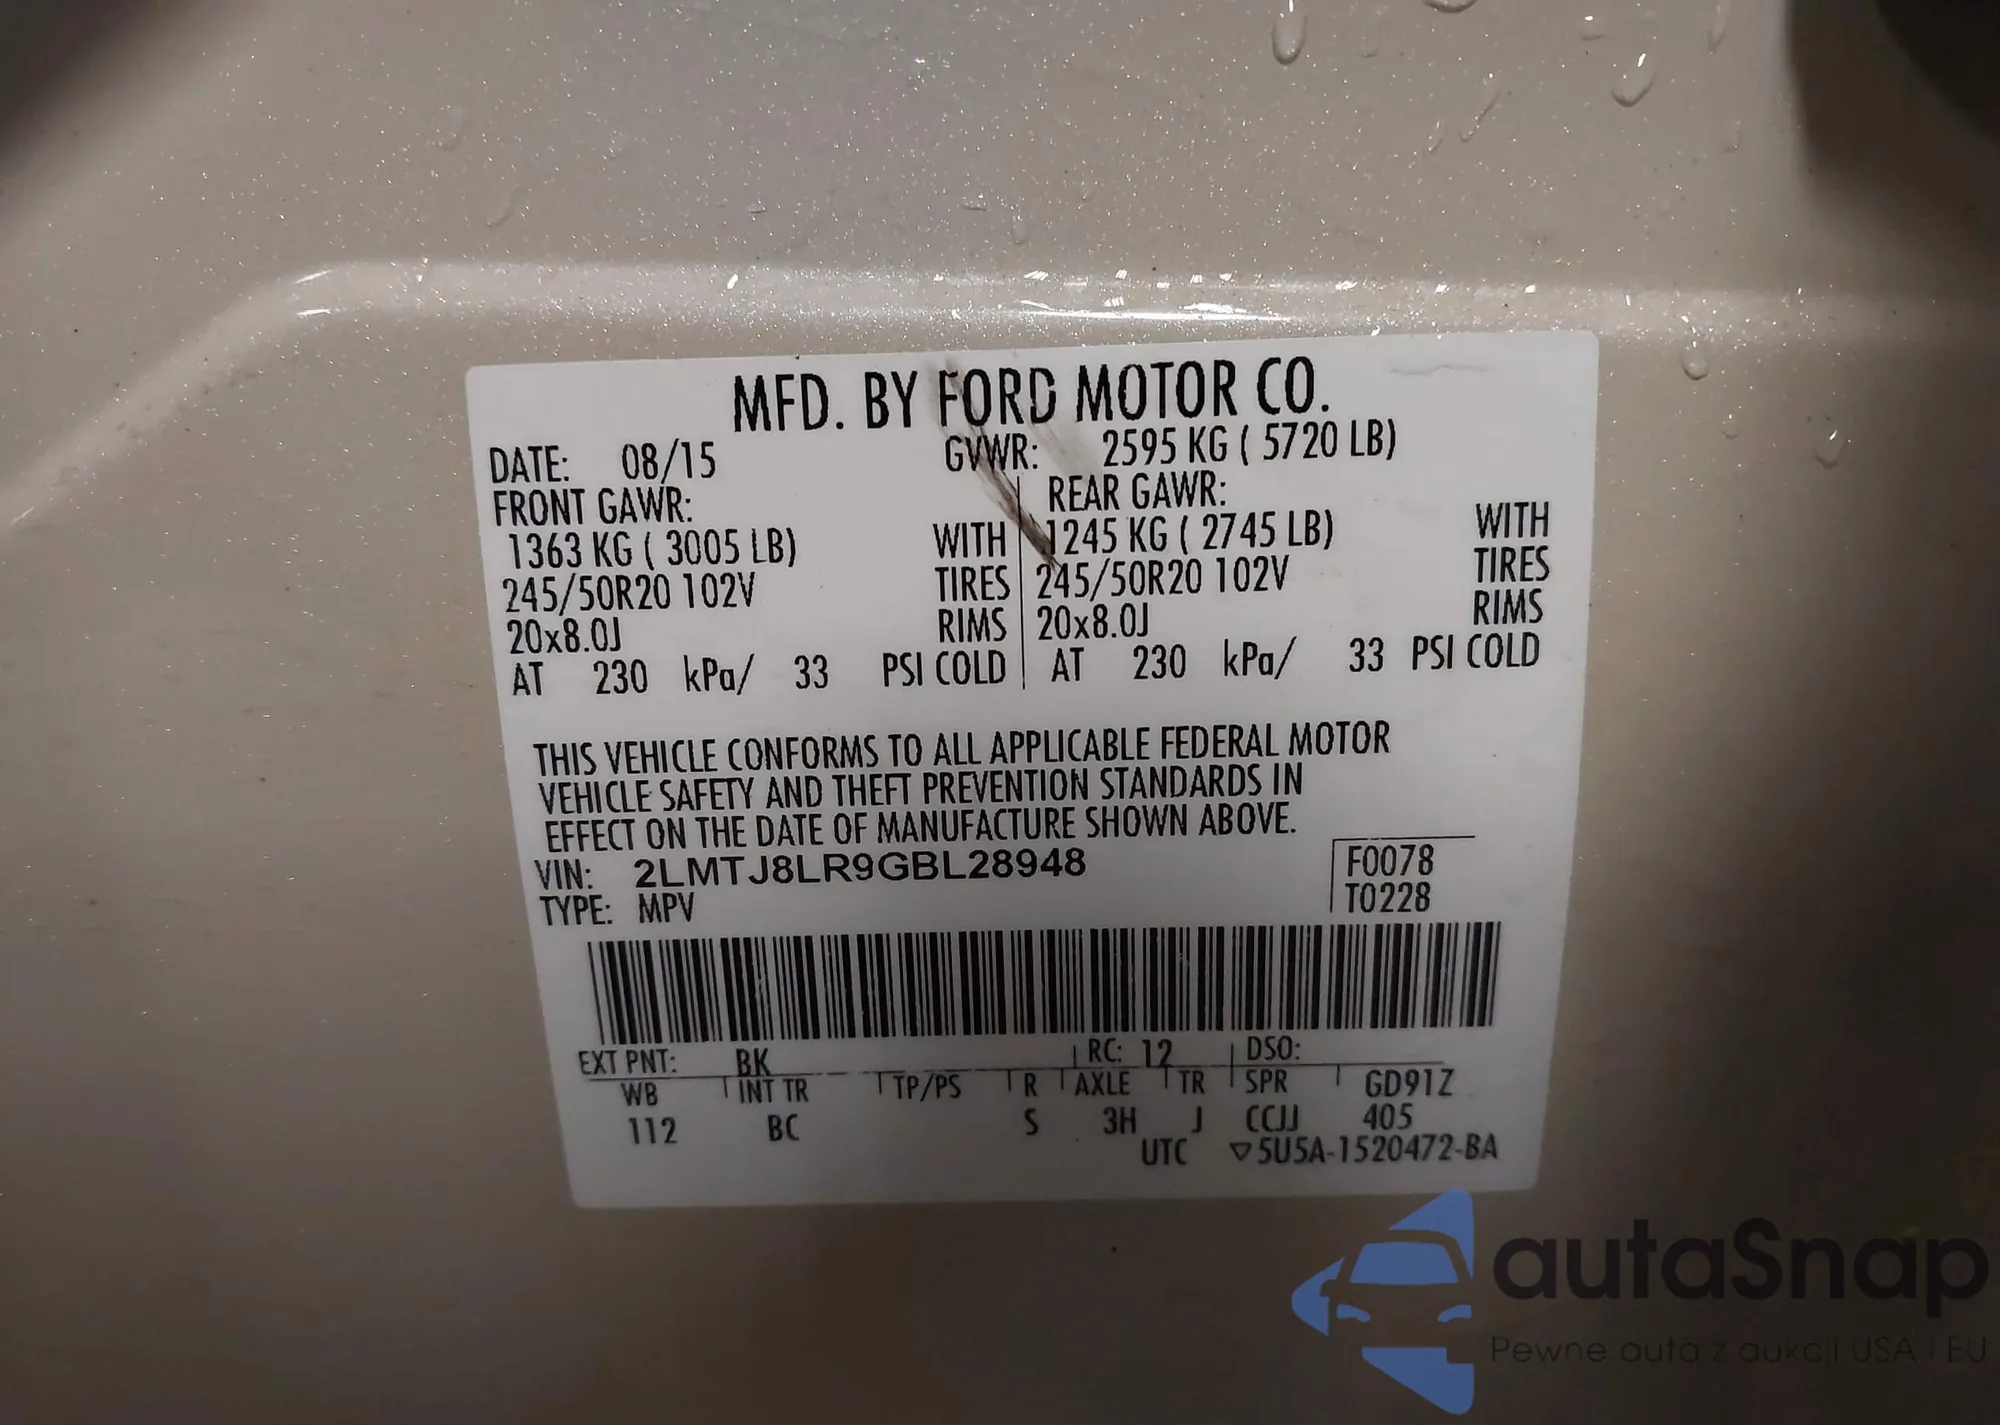 MFD. BY FORD MOTOR CO.
DATE: 08/15 GVWR: 2595 KG ( 5720 LB)
FRONT GAWR: REAR GAWR:
1363 KG ( 3005 LB) WITH 1245 KG ( 2745 LB) WITH
245/50R20 102V TIRES 245/50R20 102V TIRES
20x8.0J RIMS 20x8.0J RIMS
AT 230 kPa/ 33 PSI COLD AT 230 kPa/ 33 PSI COLD
THIS VEHICLE CONFORMS TO ALL APPLICABLE FEDERAL MOTOR
VEHICLE SAFETY AND THEFT PREVENTION STANDARDS IN
EFFECT ON THE DATE OF MANUFACTURE SHOWN ABOVE.
VIN: 2LMTJ8LR9GBL28948 F0078
TYPE: MPV T0228
EXT PNT: BK RC: 12 DSO:
WB INT TR TP/PS R AXLE TR SPR GD91Z
112 BC S 3H J CCJJ 405
UTC ▽5U5A-1520472-BA
autaSnap
Pewne auta z aukcji USA i EU